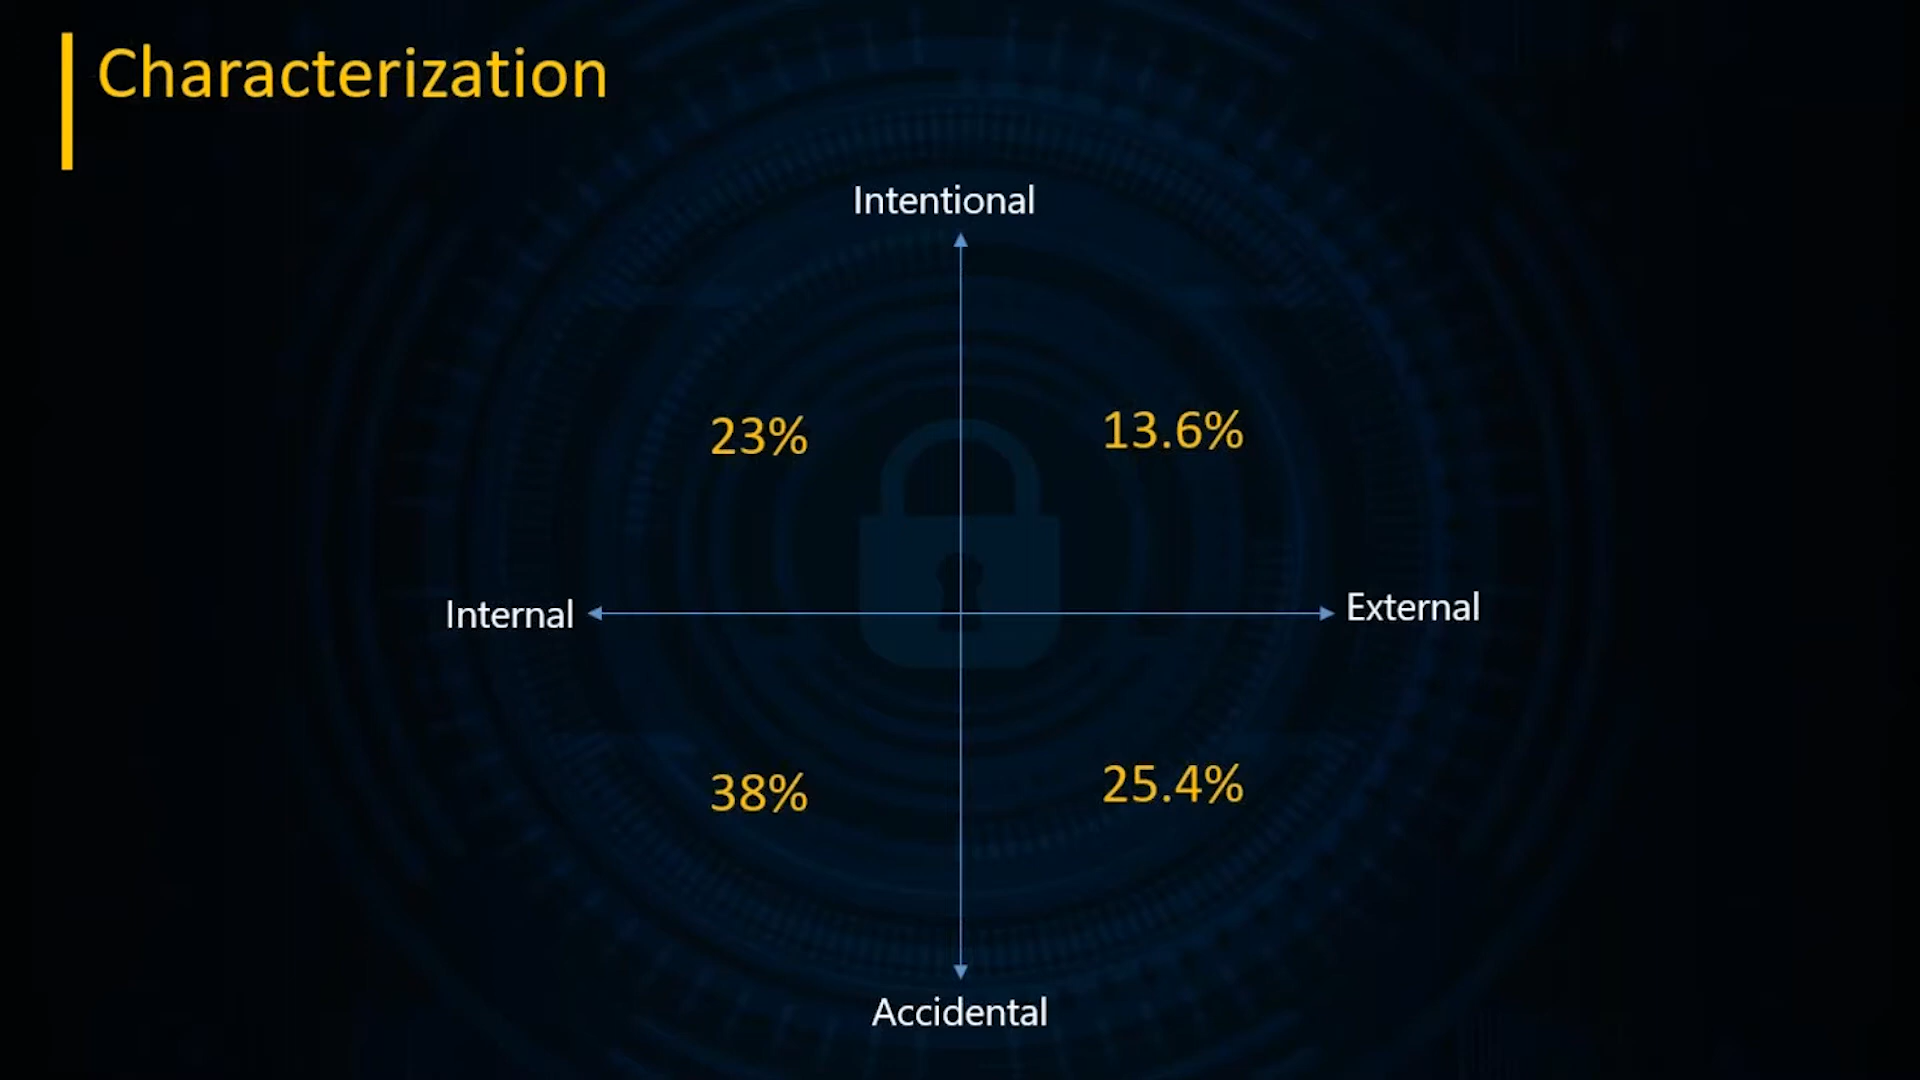 Characterization
Intentional
23%
13.6%
Internal
External
38%
25.4%
Accidental